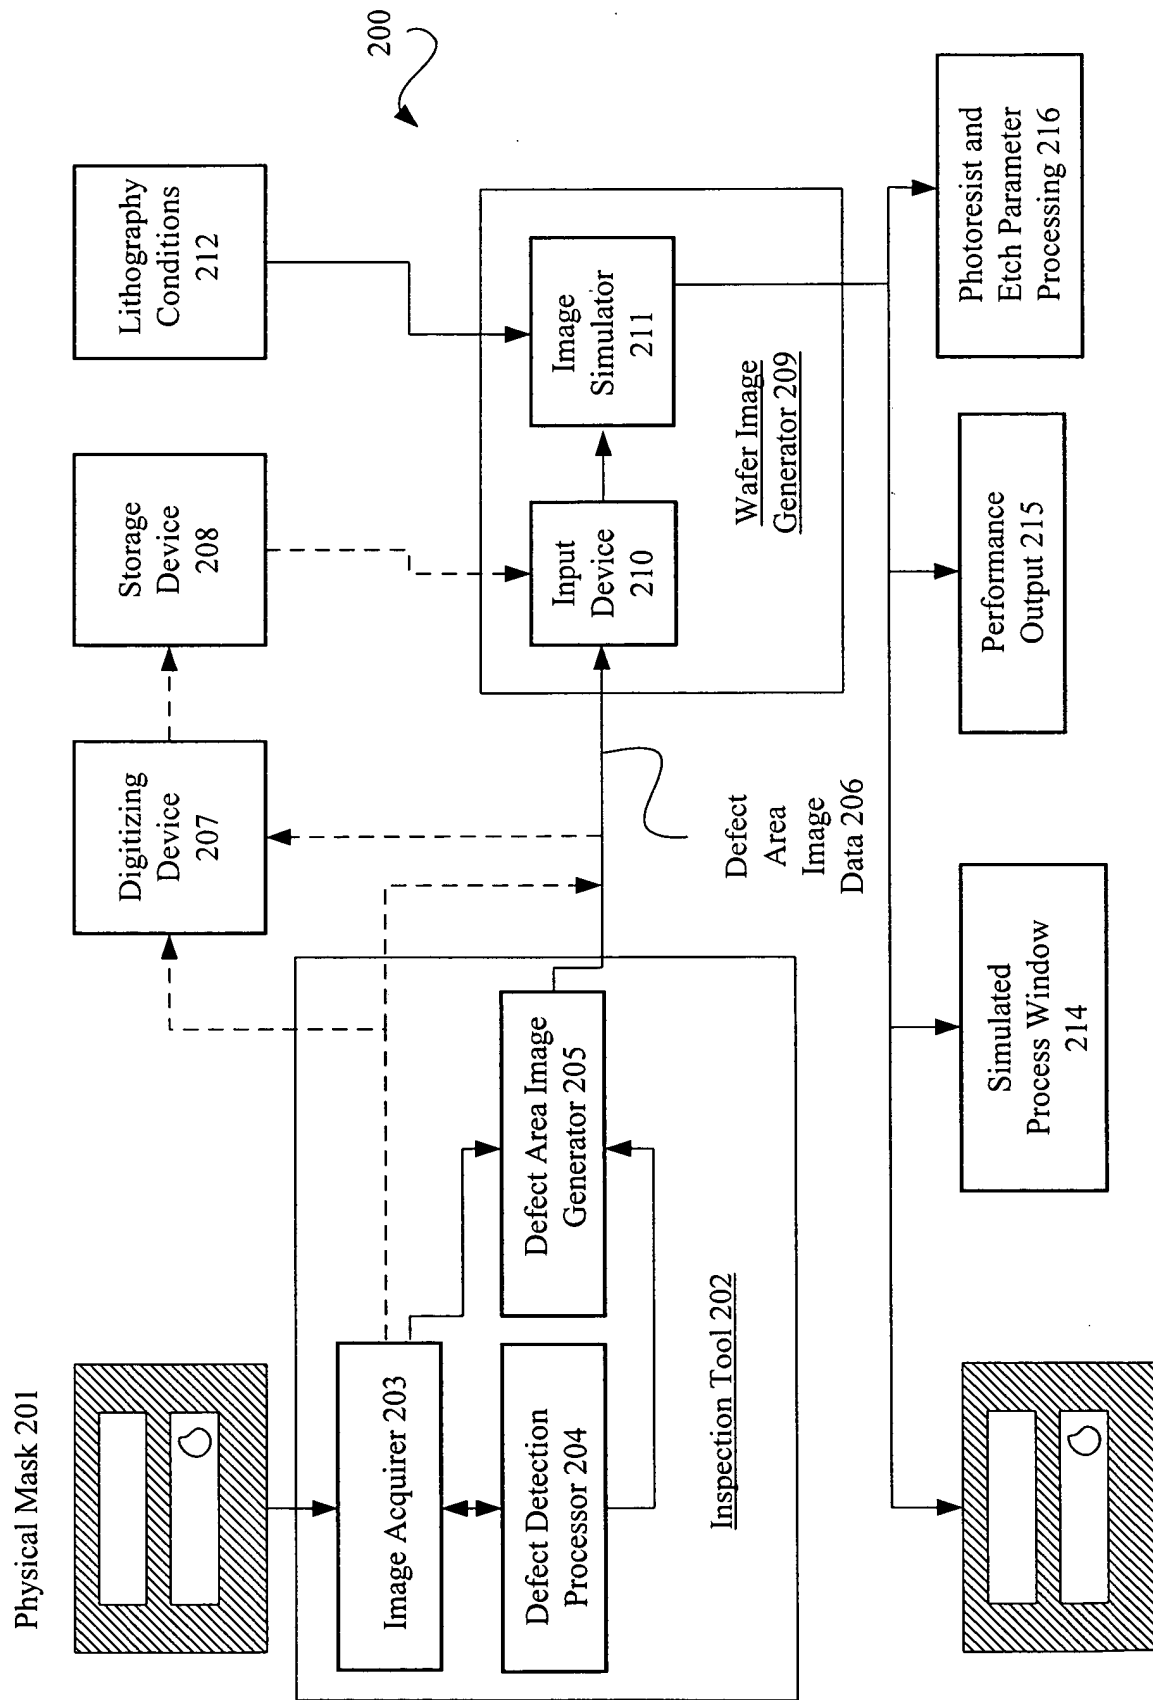 Physical Mask 201
Digitizing
Device
207
Storage
Device
208
Lithography
Conditions
212
200
Image Acquirer 203
Defect Detection
Processor 204
Defect Area Image
Generator 205
Inspection Tool 202
Defect
Area
Image
Data 206
Input
Device
210
Image
Simulator
211
Wafer Image
Generator 209
Simulated
Process Window
214
Performance
Output 215
Photoresist and
Etch Parameter
Processing 216